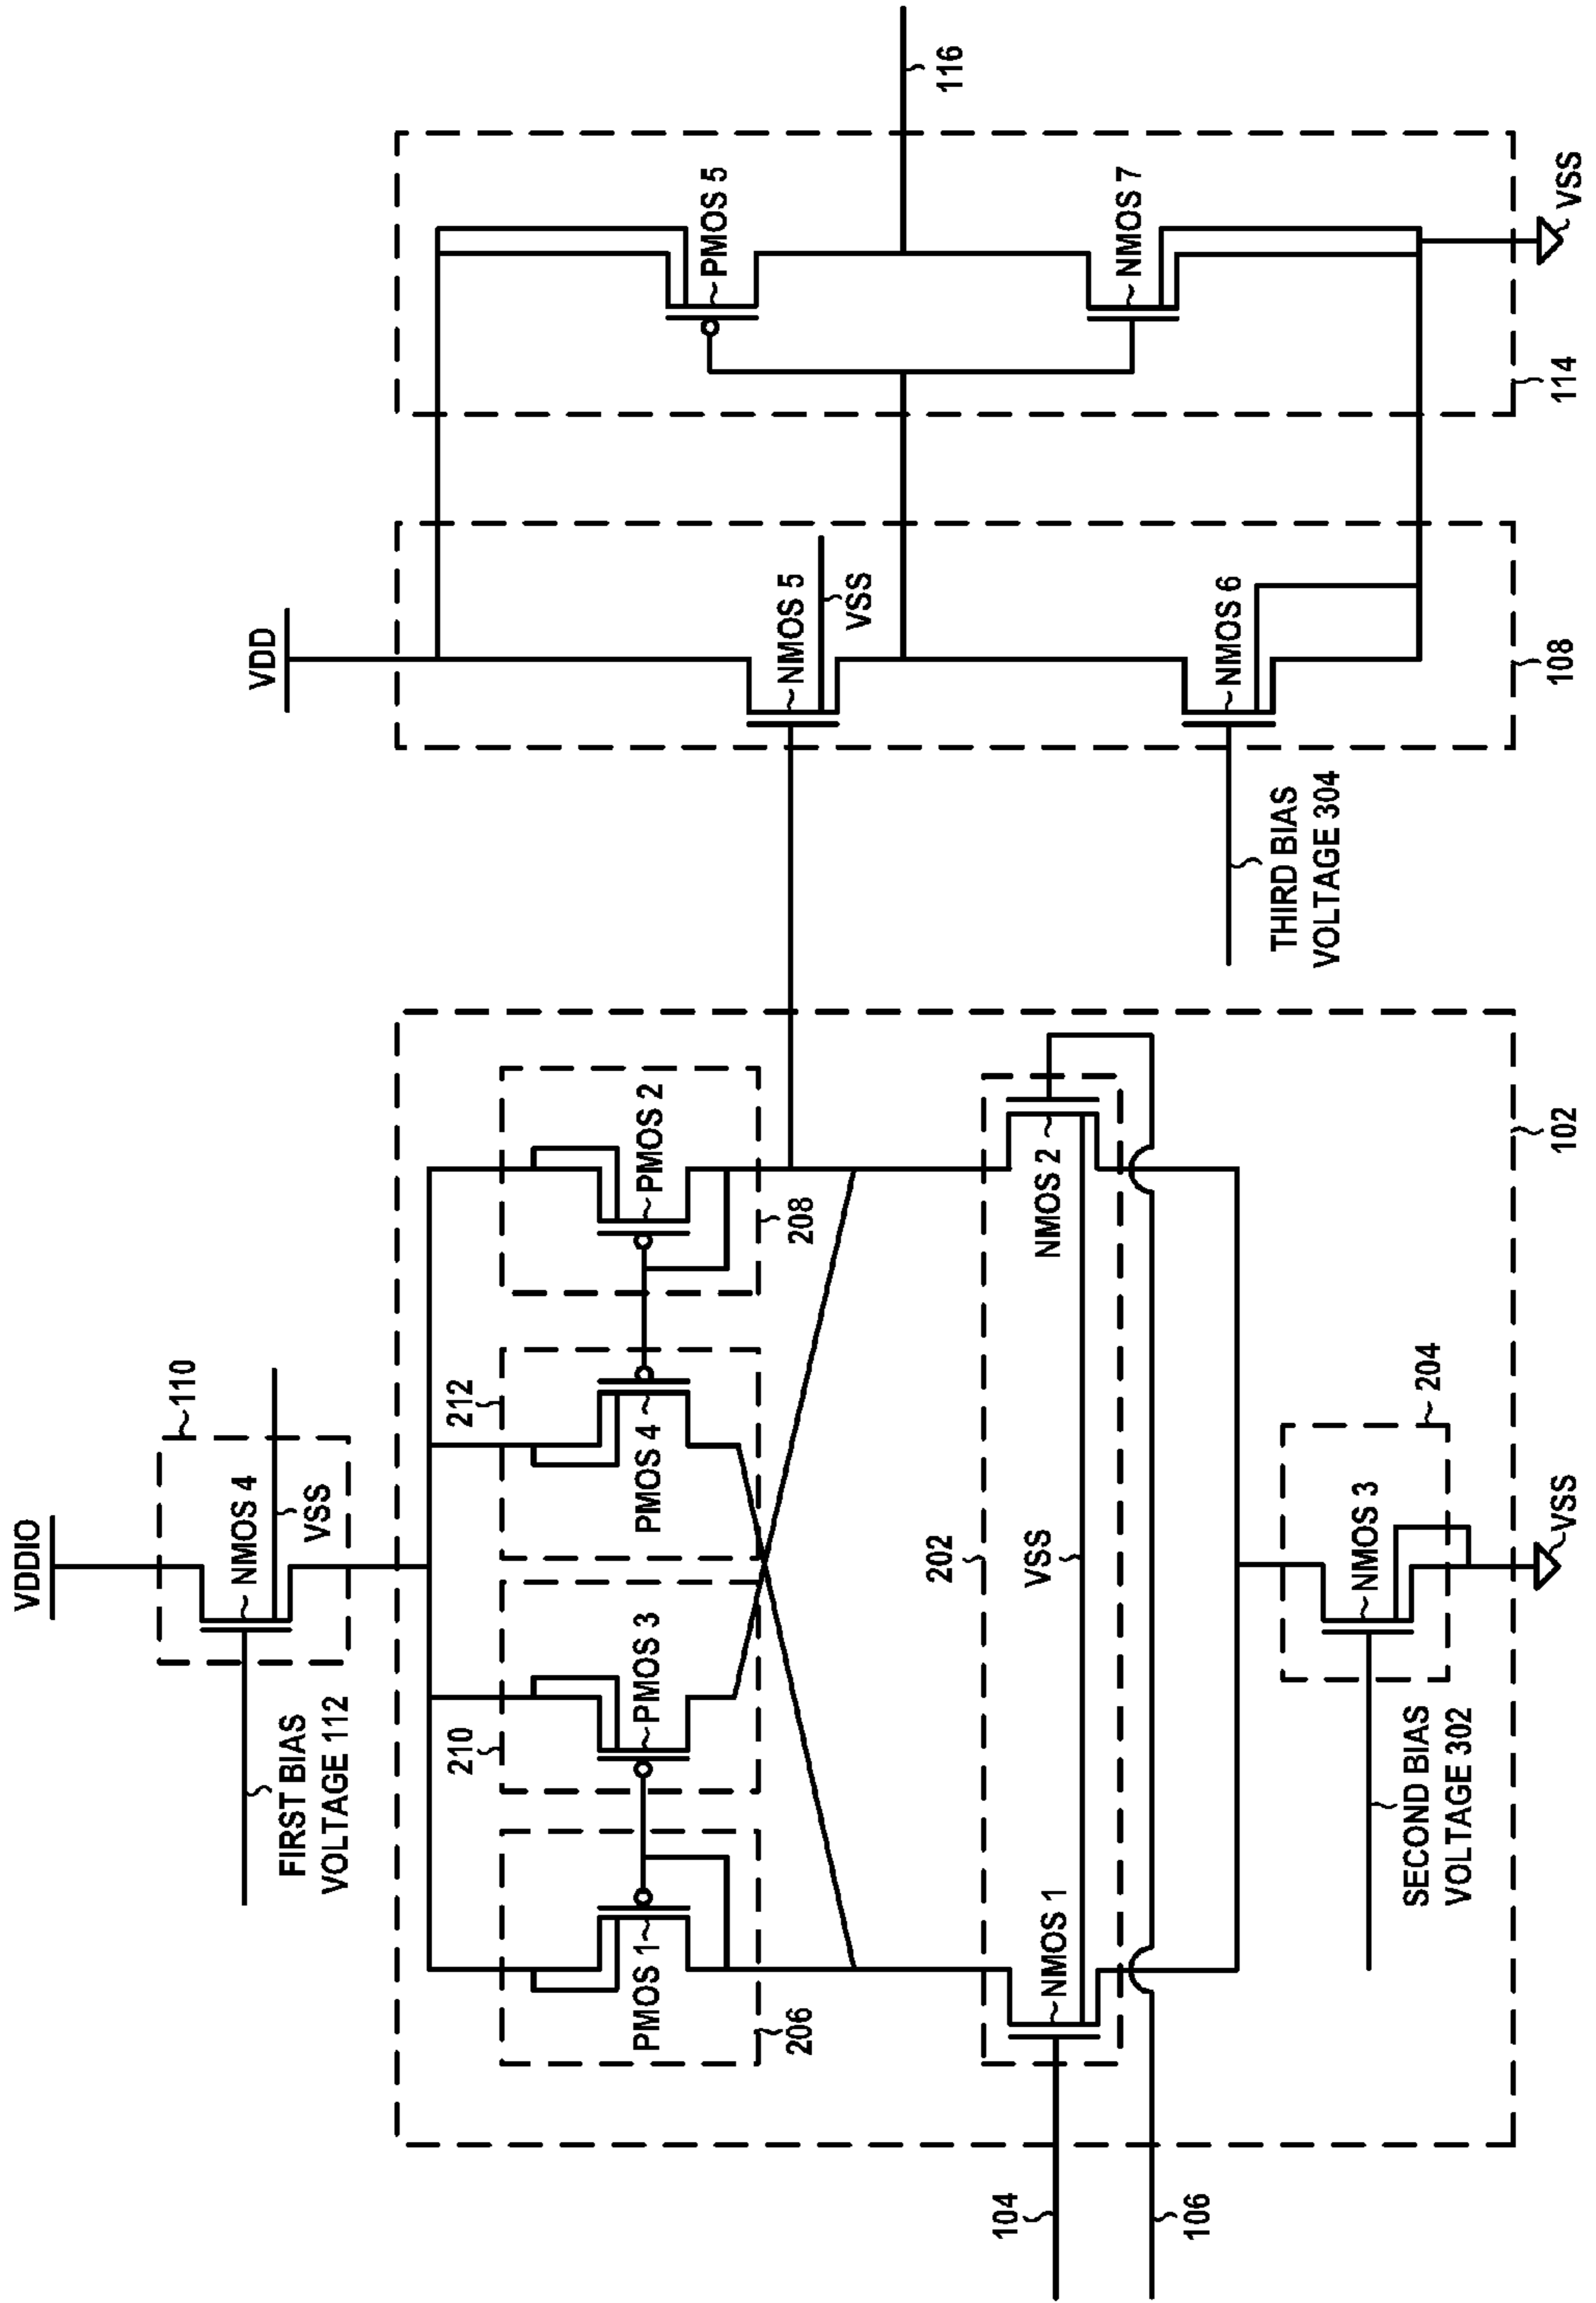 VDDIO
110
NMOS 4
VSS
FIRST BIAS
VOLTAGE 112
VDD
206
PMOS 1
210
PMOS 3
212
PMOS 4
208
PMOS 2
202
NMOS 1
VSS
NMOS 2
104
106
204
NMOS 3
SECOND BIAS
VOLTAGE 302
VSS
102
NMOS 5
VSS
NMOS 6
THIRD BIAS
VOLTAGE 304
108
PMOS 5
NMOS 7
116
114
VSS